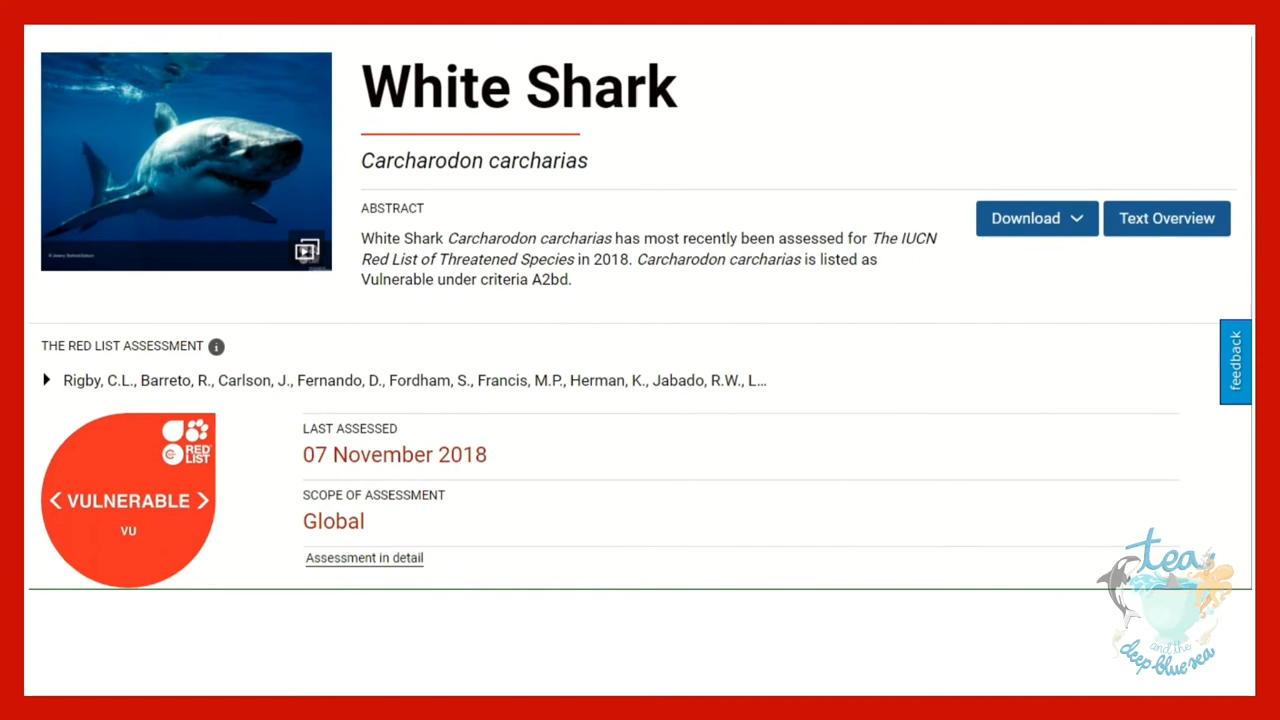 White Shark
Carcharodon carcharias
ABSTRACT
White Shark Carcharodon carcharias has most recently been assessed for The IUCN
Red List of Threatened Species in 2018. Carcharodon carcharias is listed as
Vulnerable under criteria A2bd.
Download
Text Overview
feedback
THE RED LIST ASSESSMENT
Rigby, C.L., Barreto, R., Carlson, J., Fernando, D., Fordham, S., Francis, M.P., Herman, K., Jabado, R.W., L...
RED
LIST
< VULNERABLE >
VU
LAST ASSESSED
07 November 2018
SCOPE OF ASSESSMENT
Global
Assessment in detail
tea
and the
deep blue sea